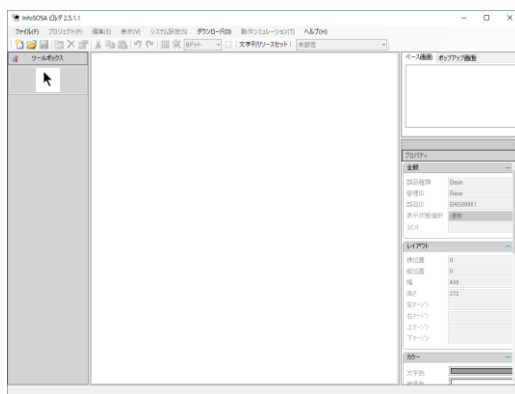 InfoSOSA ビルダ 2.5.1.1
ファイル(F) プロジェクト(P) 編集(E) 表示(V) システム設定(S) ダウンロード(D) 動作シミュレーション(T) ヘルプ(H)
8ドット 文字列リソースセット： 未設定
ツールボックス
ベース画面 ポップアップ画面
プロパティ
全般
部品種類 Base
管理ID Base
部品ID BAS00001
表示状態選択 通常
コメント
レイアウト
横位置 0
縦位置 0
幅 480
高さ 272
左マージン
右マージン
上マージン
下マージン
カラー
文字色